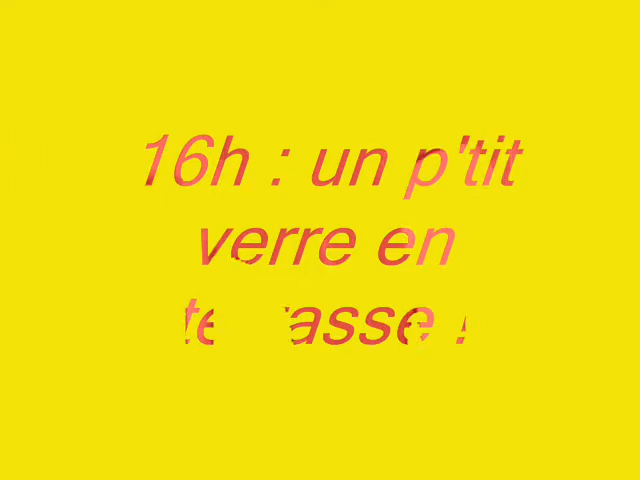 16h : un p'tit
verre en
terrasse !